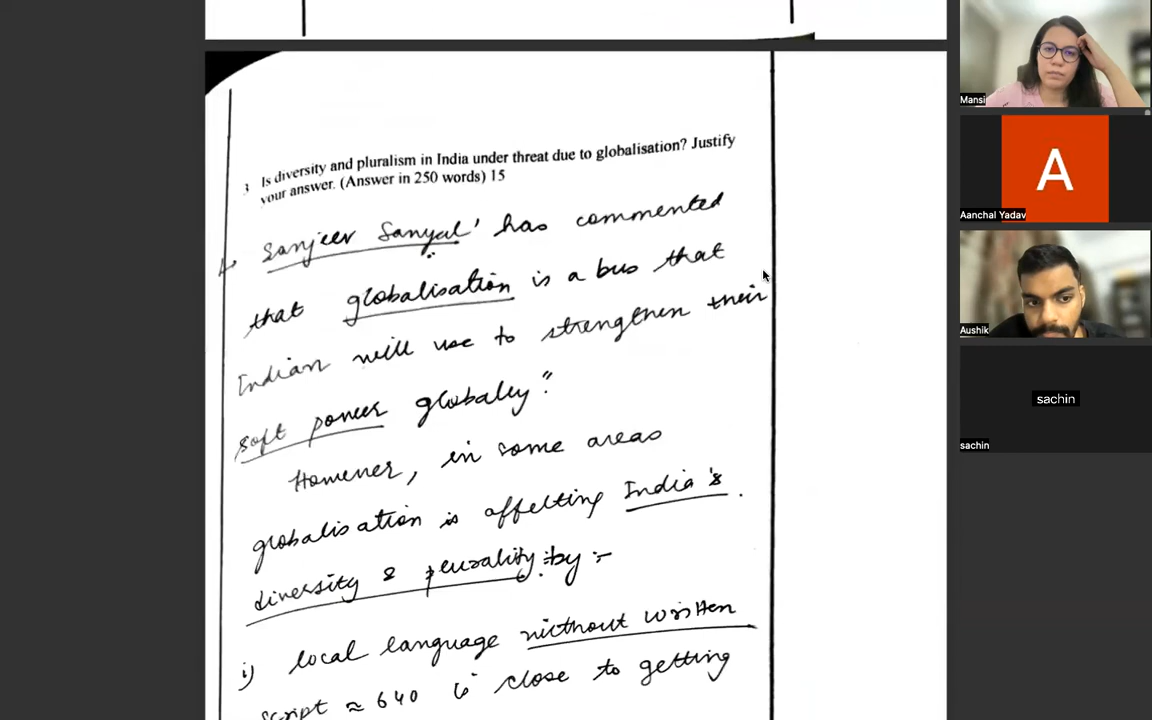 3 Is diversity and pluralism in India under threat due to globalisation? Justify
your answer. (Answer in 250 words) 15
Sanjeev Sanyal' has commented
that globalisation is a bus that
Indian will use to strengthen their
soft power globaley"
However, in some areas
globalisation is affelting India's
diversity & plurality by :-
i) local language without written
script ≈ 640 is close to getting
Mansi
A
Aanchal Yadav
Aushik
sachin
sachin